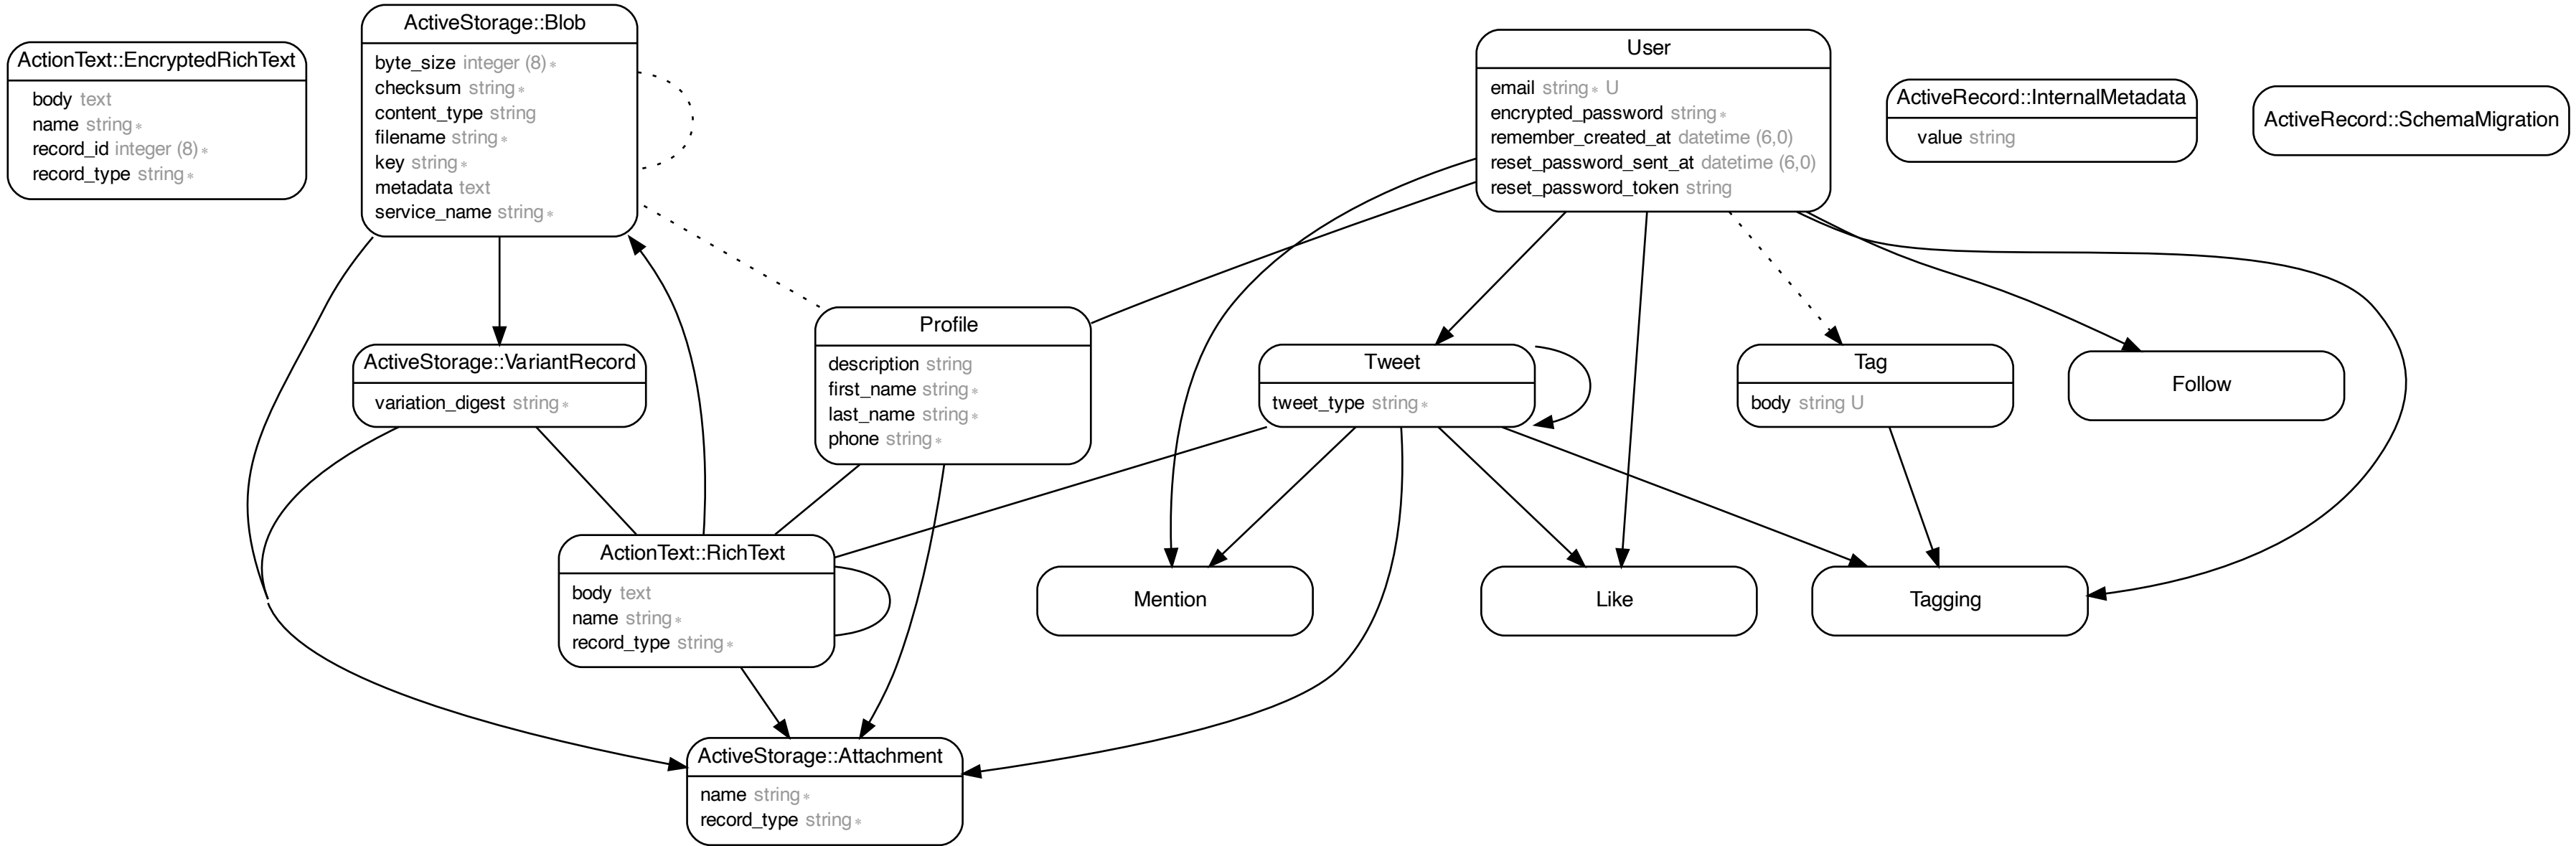 ActionText::EncryptedRichText
body text
name string *
record_id integer (8) *
record_type string *
ActiveStorage::Blob
byte_size integer (8) *
checksum string *
content_type string
filename string *
key string *
metadata text
service_name string *
User
email string * U
encrypted_password string *
remember_created_at datetime (6,0)
reset_password_sent_at datetime (6,0)
reset_password_token string
ActiveRecord::InternalMetadata
value string
ActiveRecord::SchemaMigration
ActiveStorage::VariantRecord
variation_digest string *
Profile
description string
first_name string *
last_name string *
phone string *
Tweet
tweet_type string *
Tag
body string U
Follow
ActionText::RichText
body text
name string *
record_type string *
Mention
Like
Tagging
ActiveStorage::Attachment
name string *
record_type string *